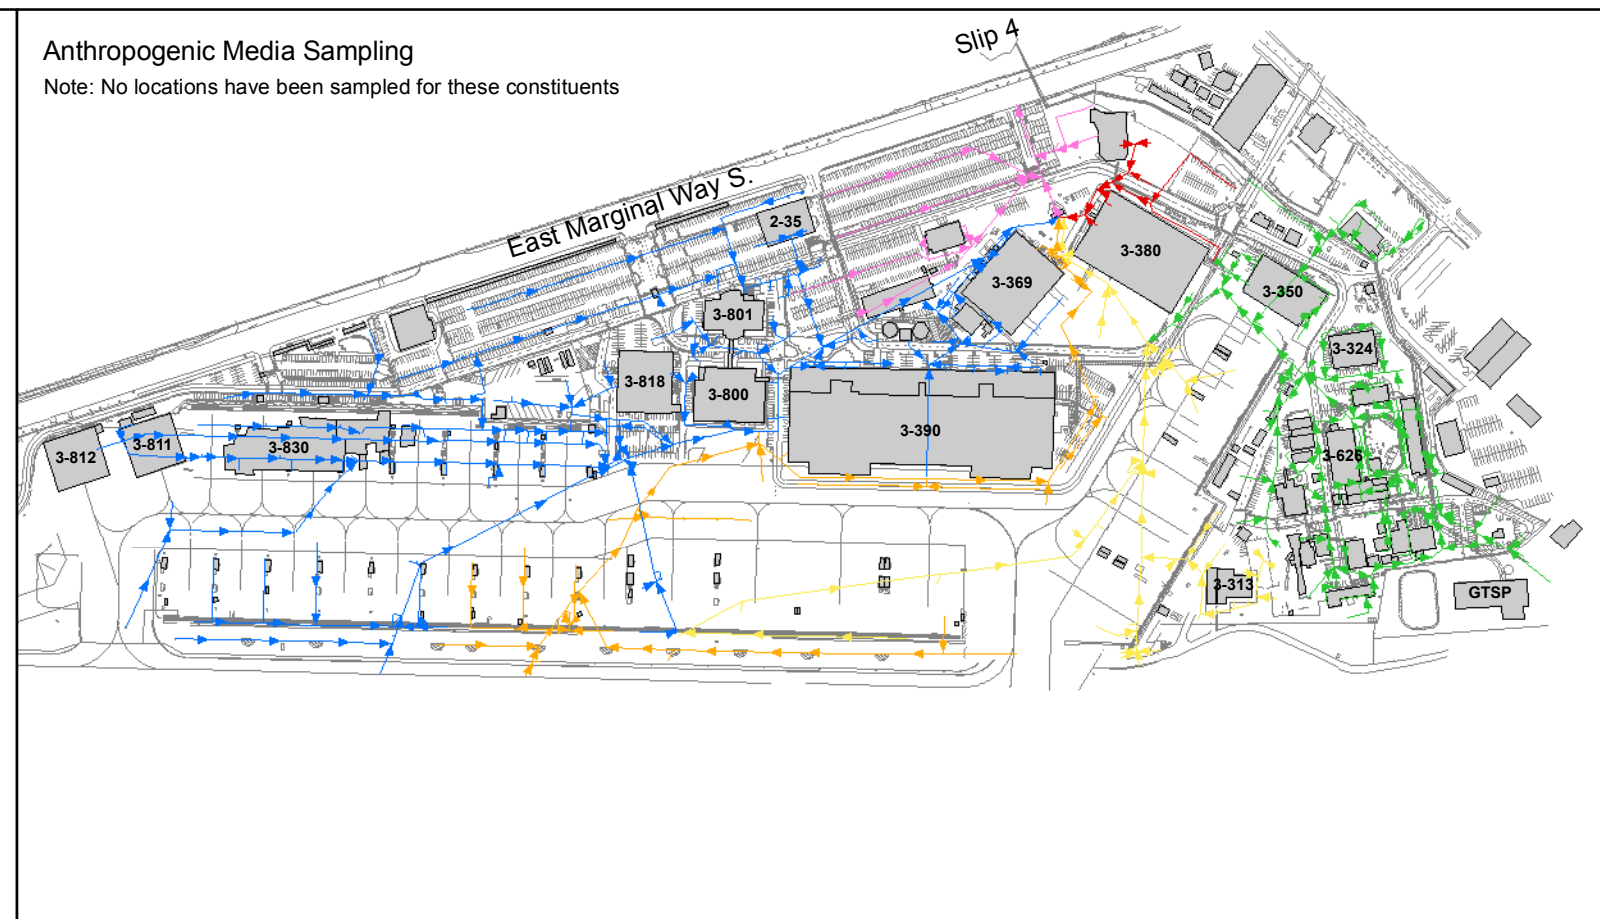 Anthropogenic Media Sampling
Note: No locations have been sampled for these constituents
Slip 4
East Marginal Way S.
2-35
3-380
3-369
3-350
3-801
3-324
3-818
3-800
3-390
3-812
3-811
3-830
3-626
3-313
GTSP